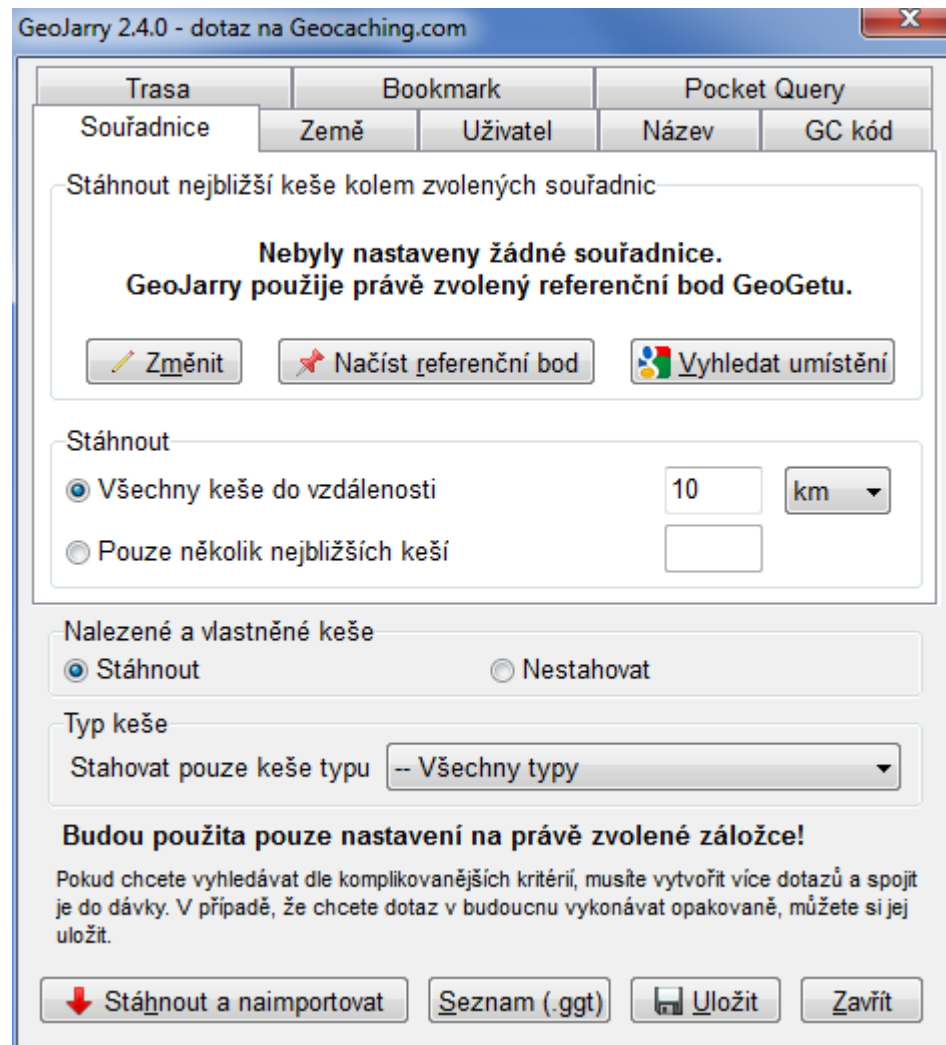 GeoJarry 2.4.0 - dotaz na Geocaching.com
Trasa Bookmark Pocket Query
Souřadnice Země Uživatel Název GC kód
Stáhnout nejbližší keše kolem zvolených souřadnic
Nebyly nastaveny žádné souřadnice.
GeoJarry použije právě zvolený referenční bod GeoGetu.
Změnit Načíst referenční bod Vyhledat umístění
Stáhnout
Všechny keše do vzdálenosti 10 km
Pouze několik nejbližších keší
Nalezené a vlastněné keše
Stáhnout Nestahovat
Typ keše
Stahovat pouze keše typu -- Všechny typy
Budou použita pouze nastavení na právě zvolené záložce!
Pokud chcete vyhledávat dle komplikovanějších kritérií, musíte vytvořit více dotazů a spojit
je do dávky. V případě, že chcete dotaz v budoucnu vykonávat opakovaně, můžete si jej
uložit.
Stáhnout a naimportovat Seznam (.ggt) Uložit Zavřít